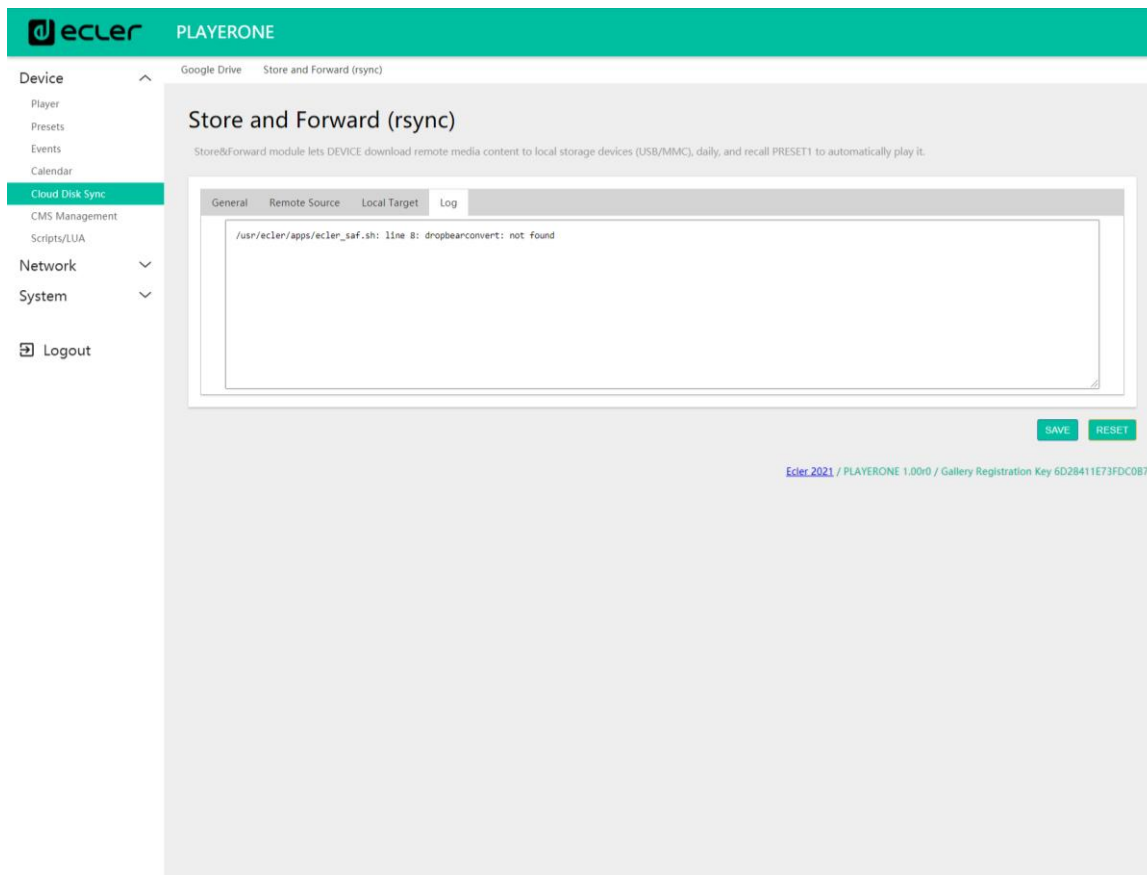 ecler PLAYERONE
Device
Player
Presets
Events
Calendar
Cloud Disk Sync
CMS Management
Scripts/LUA
Network
System
Logout
Google Drive Store and Forward (rsync)
Store and Forward (rsync)
Store&Forward module lets DEVICE download remote media content to local storage devices (USB/MMC), daily, and recall PRESET1 to automatically play it.
General Remote Source Local Target Log
/usr/ecler/apps/ecler_saf.sh: line 8: dropbearconvert: not found
SAVE RESET
Ecler 2021 / PLAYERONE 1.00r0 / Gallery Registration Key 6D28411E73FDC0B7